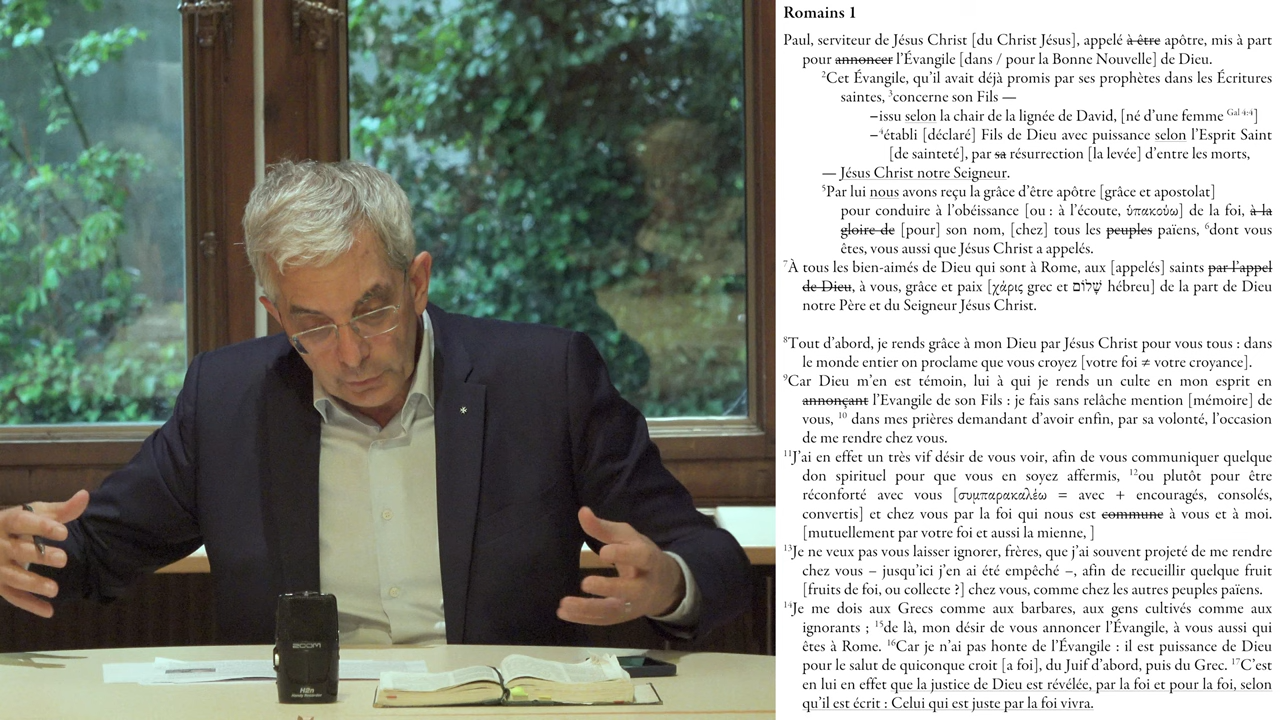 Romains 1
Paul, serviteur de Jésus Christ [du Christ Jésus], appelé à être apôtre, mis à part
pour annoncer l'Évangile [dans / pour la Bonne Nouvelle] de Dieu.
2Cet Évangile, qu'il avait déjà promis par ses prophètes dans les Écritures
saintes, 3concerne son Fils —
–issu selon la chair de la lignée de David, [né d'une femme Gal 4:4]
–4établi [déclaré] Fils de Dieu avec puissance selon l'Esprit Saint
[de sainteté], par sa résurrection [la levée] d'entre les morts,
— Jésus Christ notre Seigneur.
5Par lui nous avons reçu la grâce d'être apôtre [grâce et apostolat]
pour conduire à l'obéissance [ou : à l'écoute, ὑπακούω] de la foi, à la
gloire de [pour] son nom, [chez] tous les peuples païens, 6dont vous
êtes, vous aussi que Jésus Christ a appelés.
7À tous les bien-aimés de Dieu qui sont à Rome, aux [appelés] saints par l'appel
de Dieu, à vous, grâce et paix [χάρις grec et שָׁלוֹם hébreu] de la part de Dieu
notre Père et du Seigneur Jésus Christ.
8Tout d'abord, je rends grâce à mon Dieu par Jésus Christ pour vous tous : dans
le monde entier on proclame que vous croyez [votre foi ≠ votre croyance].
9Car Dieu m'en est témoin, lui à qui je rends un culte en mon esprit en
annonçant l'Evangile de son Fils : je fais sans relâche mention [mémoire] de
vous, 10 dans mes prières demandant d'avoir enfin, par sa volonté, l'occasion
de me rendre chez vous.
11J'ai en effet un très vif désir de vous voir, afin de vous communiquer quelque
don spirituel pour que vous en soyez affermis, 12ou plutôt pour être
réconforté avec vous [συμπαρακαλέω = avec + encouragés, consolés,
convertis] et chez vous par la foi qui nous est commune à vous et à moi.
[mutuellement par votre foi et aussi la mienne, ]
13Je ne veux pas vous laisser ignorer, frères, que j'ai souvent projeté de me rendre
chez vous – jusqu'ici j'en ai été empêché –, afin de recueillir quelque fruit
[fruits de foi, ou collecte ?] chez vous, comme chez les autres peuples païens.
14Je me dois aux Grecs comme aux barbares, aux gens cultivés comme aux
ignorants ; 15de là, mon désir de vous annoncer l'Évangile, à vous aussi qui
êtes à Rome. 16Car je n'ai pas honte de l'Évangile : il est puissance de Dieu
pour le salut de quiconque croit [a foi], du Juif d'abord, puis du Grec. 17C'est
en lui en effet que la justice de Dieu est révélée, par la foi et pour la foi, selon
qu'il est écrit : Celui qui est juste par la foi vivra.
zoom
H2n